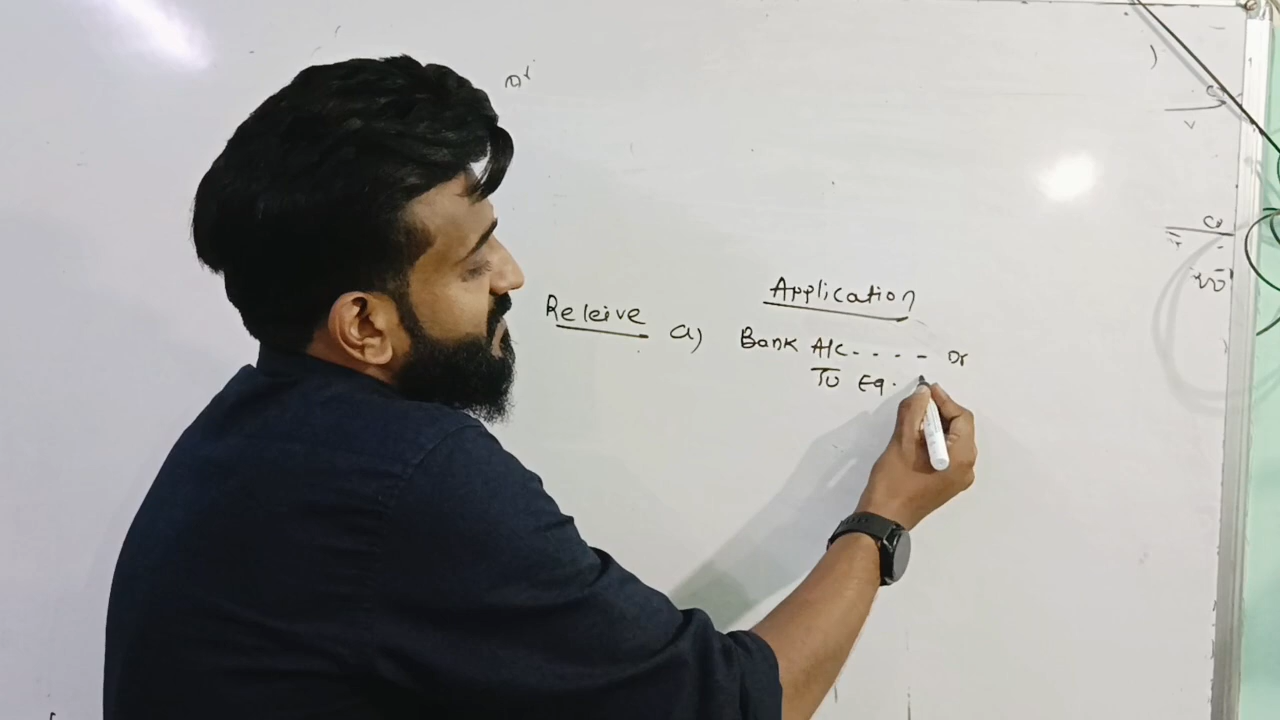 Application
Releive a) Bank A/c. - - - - Dr
To Eq.